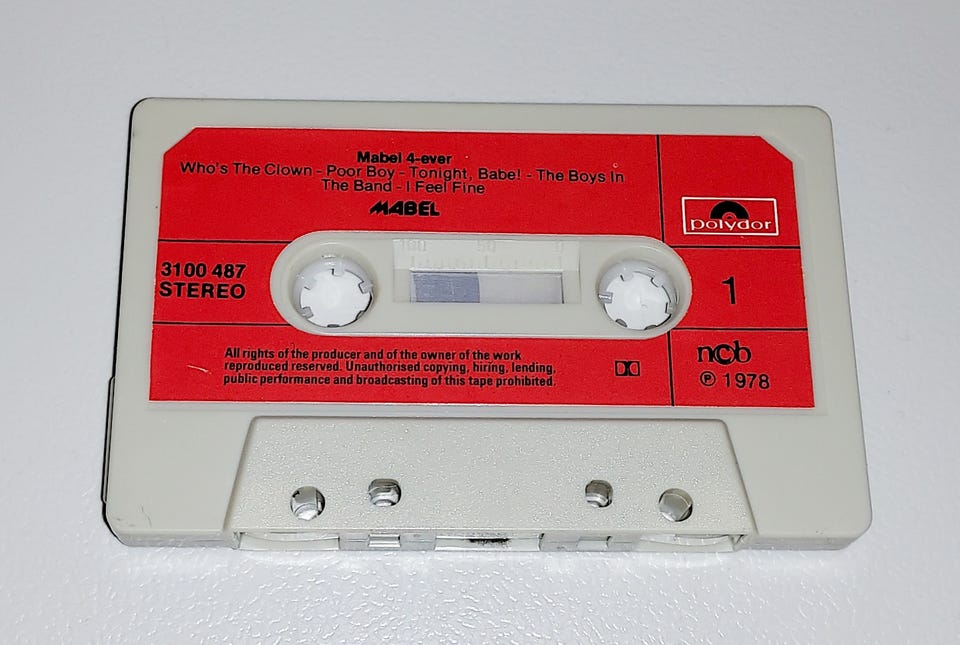 Mabel 4-ever
Who's The Clown - Poor Boy - Tonight, Babe! - The Boys In
The Band - I Feel Fine
MABEL
polydor
3100 487
STEREO
100 50 0
1
All rights of the producer and of the owner of the work
reproduced reserved. Unauthorised copying, hiring, lending,
public performance and broadcasting of this tape prohibited.
ncb
℗ 1978